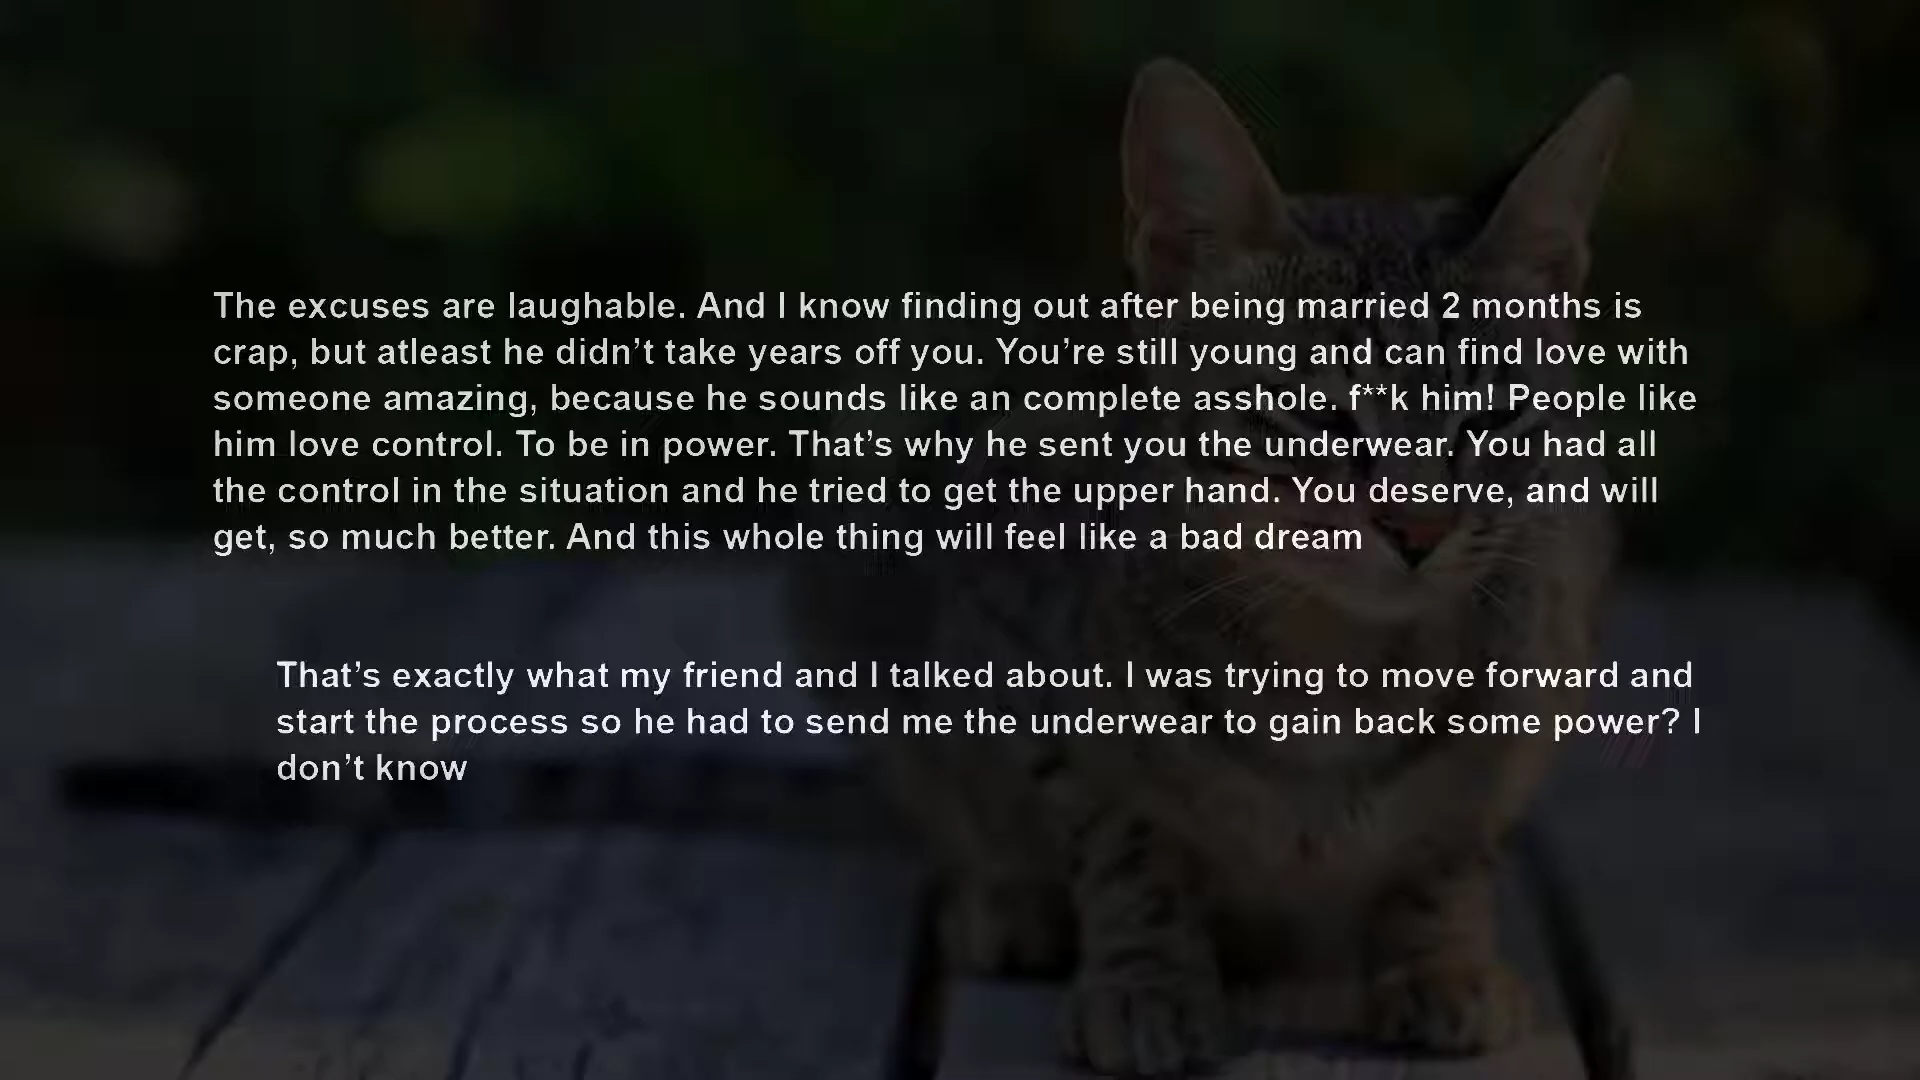 The excuses are laughable. And I know finding out after being married 2 months is
crap, but atleast he didn’t take years off you. You’re still young and can find love with
someone amazing, because he sounds like an complete asshole. f**k him! People like
him love control. To be in power. That’s why he sent you the underwear. You had all
the control in the situation and he tried to get the upper hand. You deserve, and will
get, so much better. And this whole thing will feel like a bad dream
That’s exactly what my friend and I talked about. I was trying to move forward and
start the process so he had to send me the underwear to gain back some power? I
don’t know